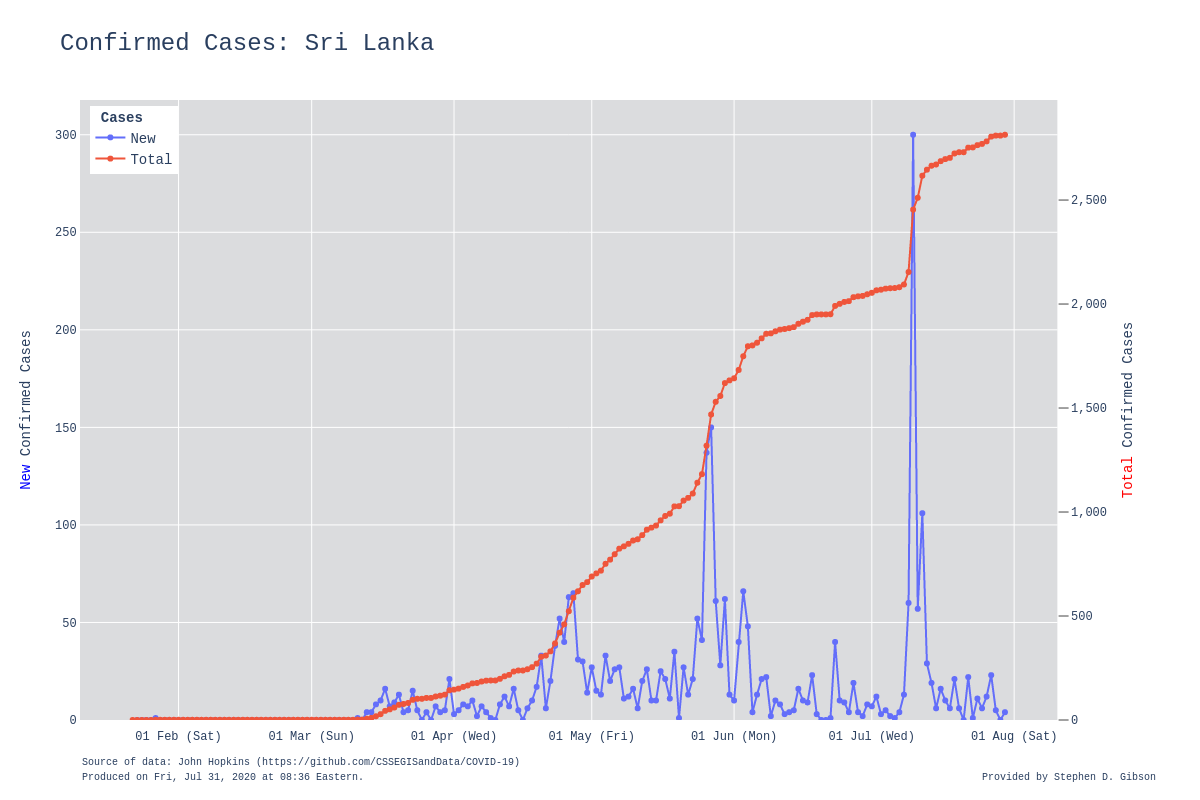 Confirmed Cases: Sri Lanka
Cases
New
Total
300
250
200
150
100
50
0
2,500
2,000
1,500
1,000
500
0
New Confirmed Cases
Total Confirmed Cases
01 Feb (Sat)
01 Mar (Sun)
01 Apr (Wed)
01 May (Fri)
01 Jun (Mon)
01 Jul (Wed)
01 Aug (Sat)
Source of data: John Hopkins (https://github.com/CSSEGISandData/COVID-19)
Produced on Fri, Jul 31, 2020 at 08:36 Eastern.
Provided by Stephen D. Gibson